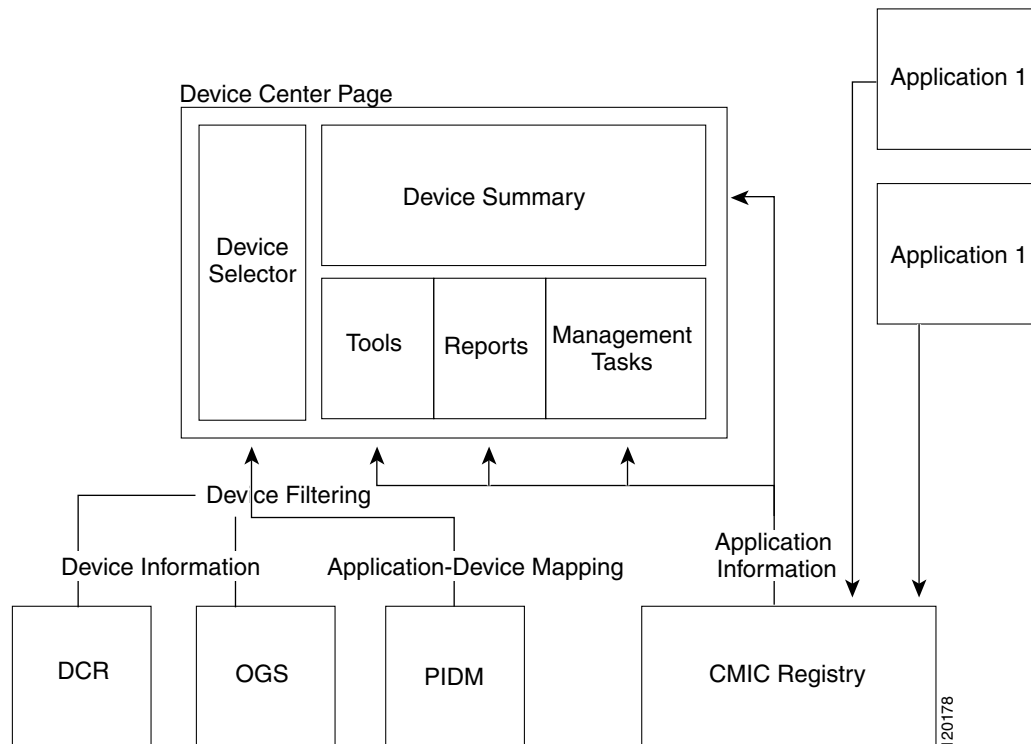 Application 1
Device Center Page
Device Summary
Device
Selector
Application 1
Tools
Reports
Management
Tasks
Device Filtering
Device Information
Application-Device Mapping
Application
Information
DCR
OGS
PIDM
CMIC Registry
120178